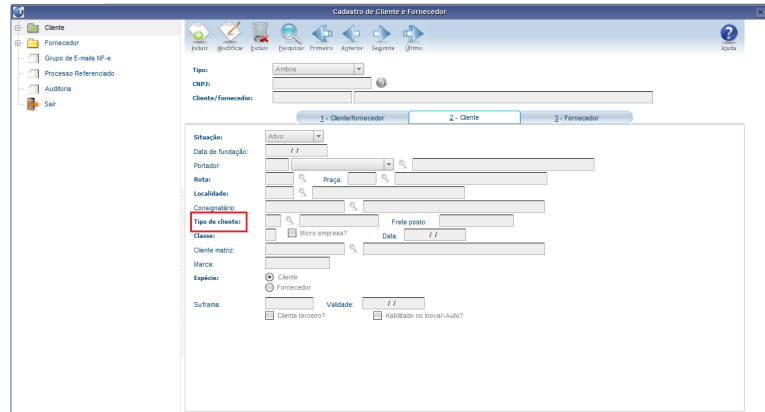 Cadastro de Cliente e Fornecedor
Cliente
Fornecedor
Grupo de E-mails NF-e
Processo Referenciado
Auditoria
Sair
Incluir Modificar Excluir Pesquisar Primeiro Anterior Seguinte Último Ajuda
Tipo: Ambos
CNPJ:
Cliente/fornecedor:
1 - Cliente/fornecedor 2 - Cliente 3 - Fornecedor
Situação: Ativo
Data de fundação: / /
Portador:
Rota: Praça:
Localidade:
Consignatário:
Tipo de cliente: Frete posto:
Classe: Micro empresa? Data: / /
Cliente matriz:
Marca:
Espécie: Cliente
Fornecedor
Suframa: Validade: / /
Cliente terceiro? Habilitado no Inovar-Auto?